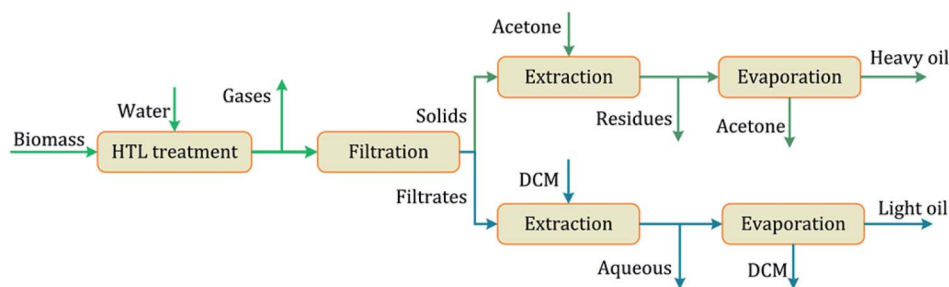 Biomass
Water
HTL treatment
Gases
Filtration
Solids
Filtrates
Acetone
Extraction
Residues
Evaporation
Acetone
Heavy oil
DCM
Extraction
Aqueous
Evaporation
DCM
Light oil